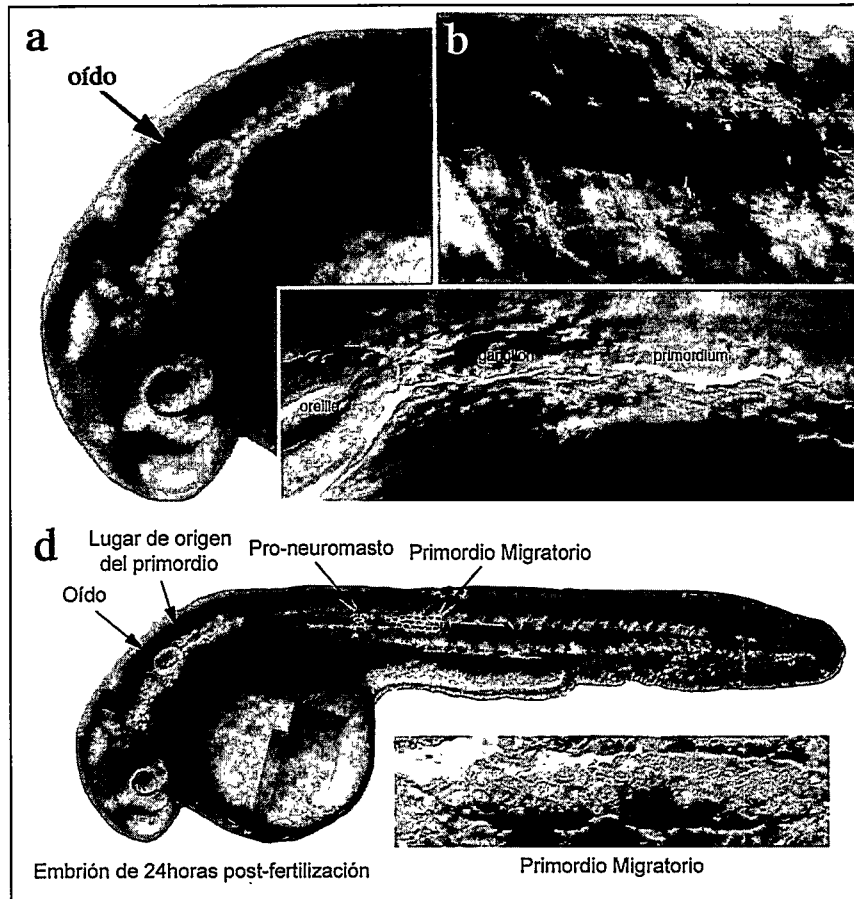 a
oído
b
ganglion
primordium
oreille
d
Lugar de origen
del primordio
Pro-neuromasto
Primordio Migratorio
Oído
Embrión de 24horas post-fertilización
Primordio Migratorio